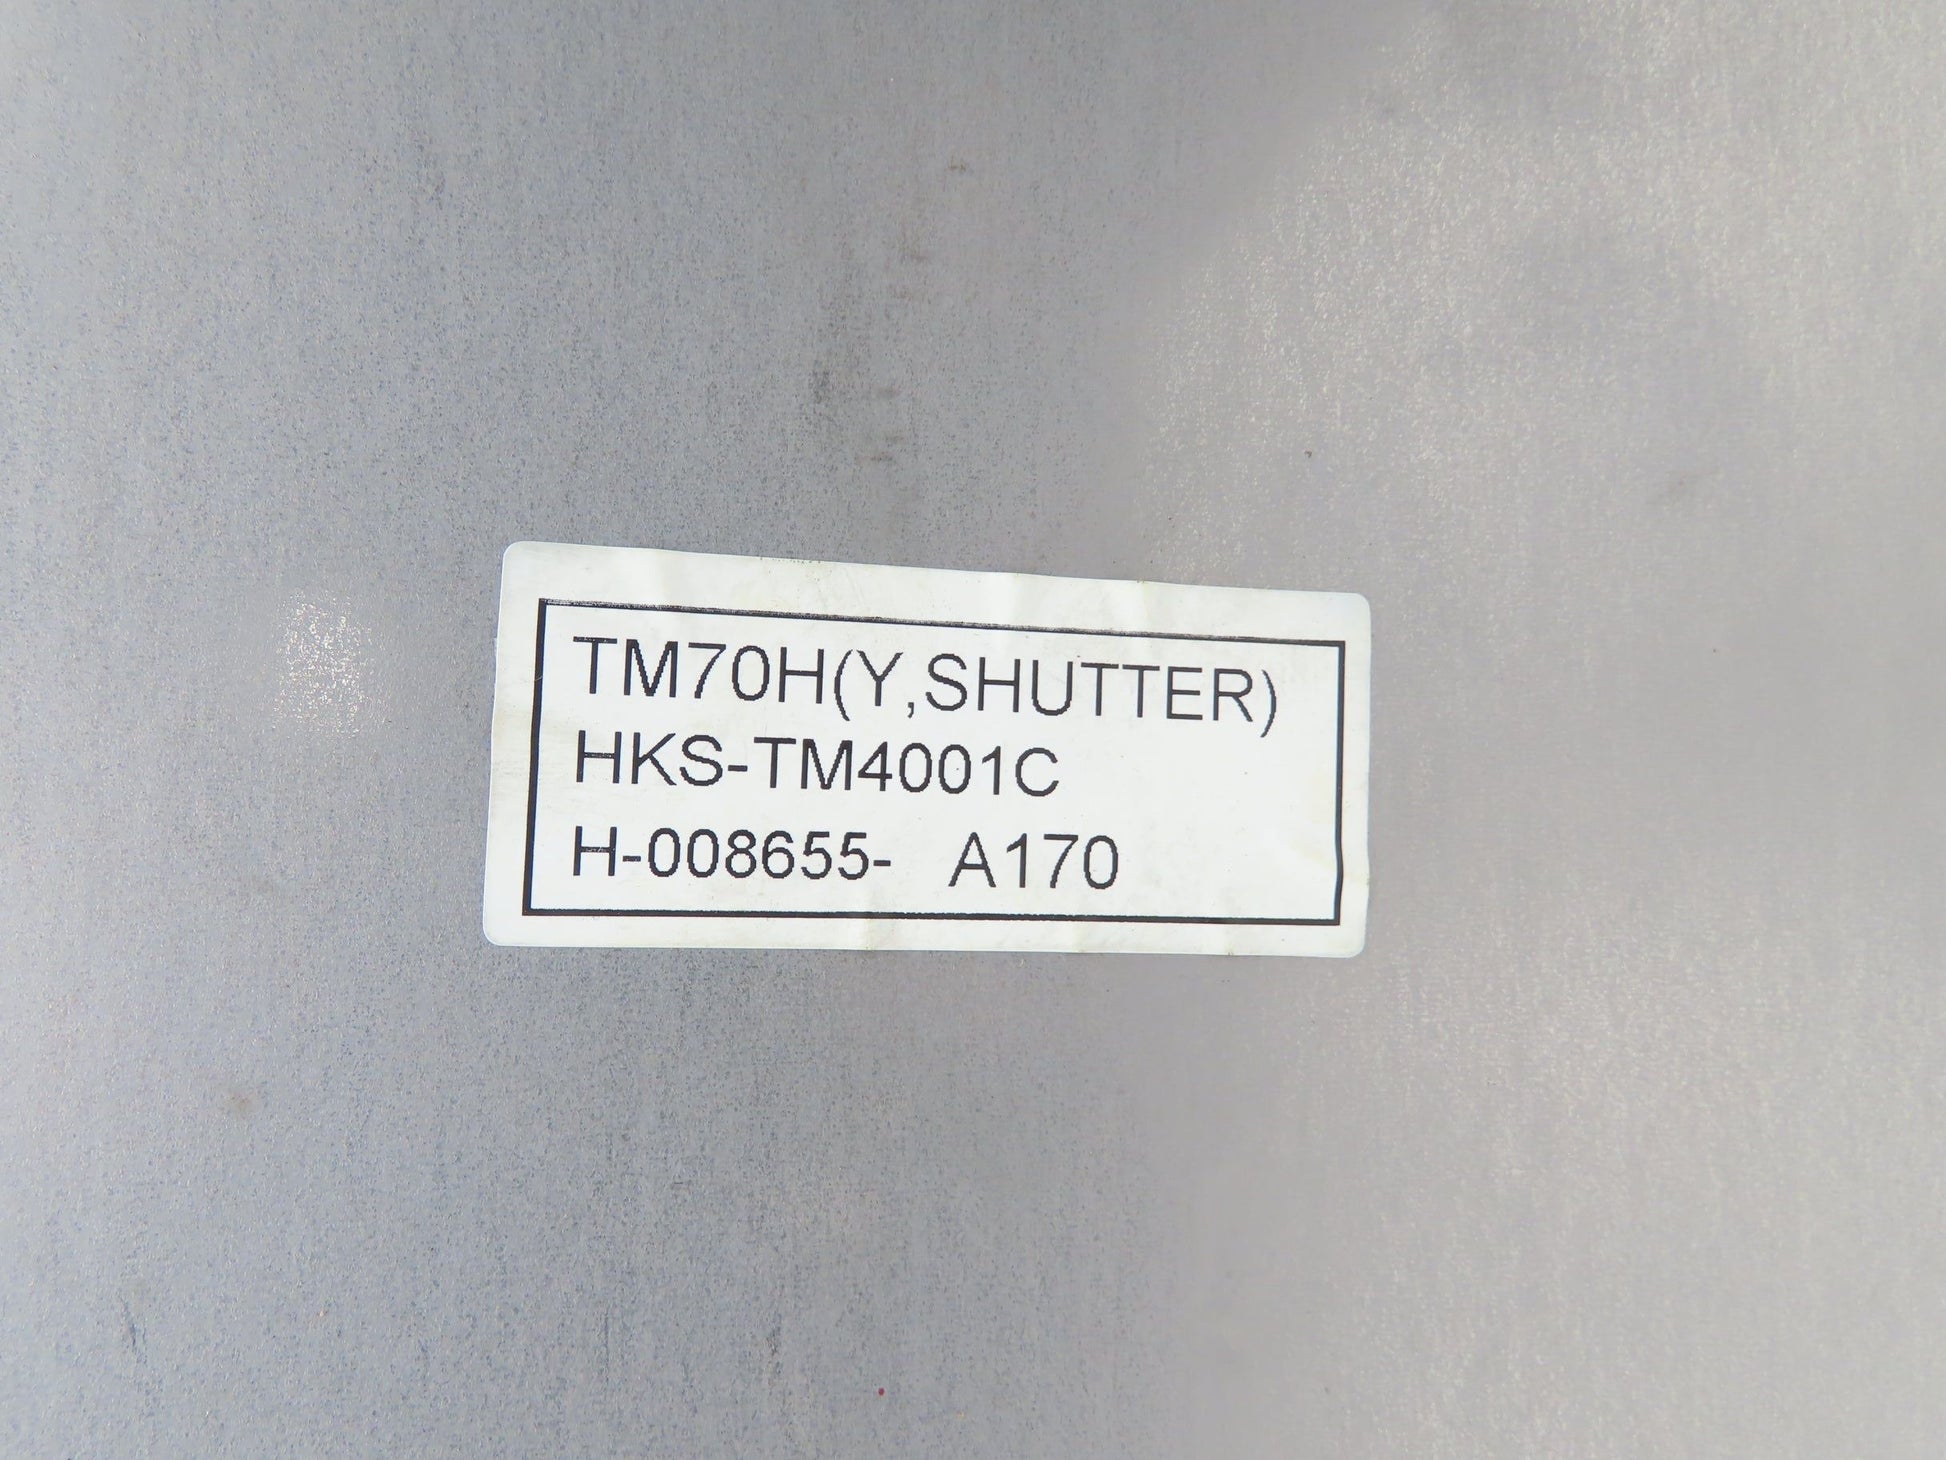 TM70H(Y,SHUTTER)
HKS-TM4001C
H-008655- A170